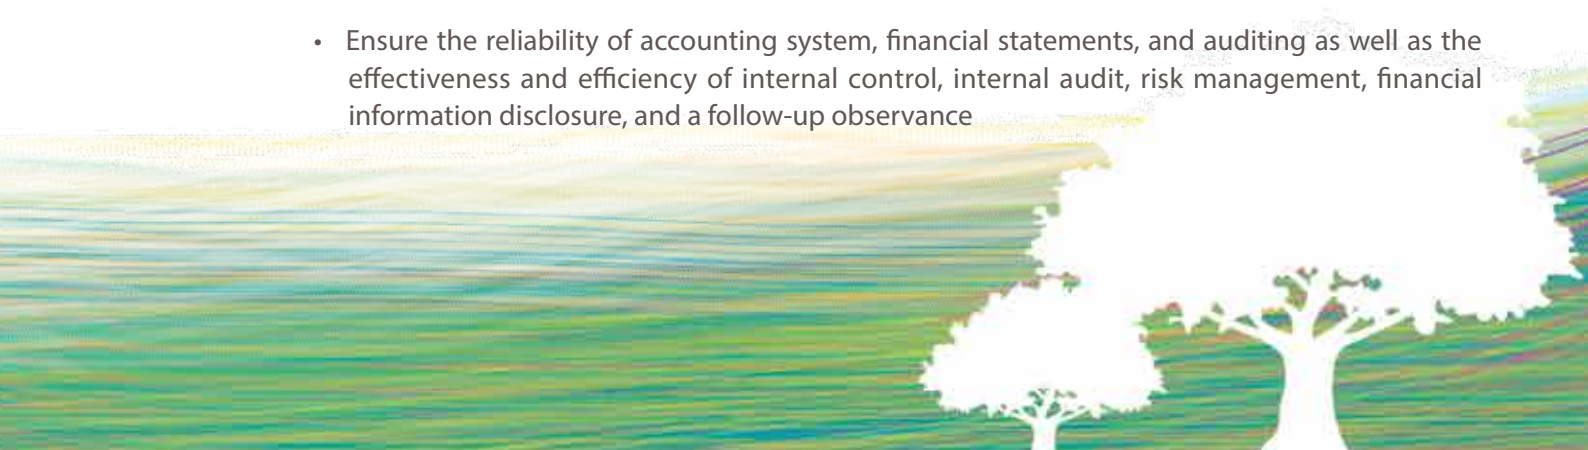 • Ensure the reliability of accounting system, financial statements, and auditing as well as the
effectiveness and efficiency of internal control, internal audit, risk management, financial
information disclosure, and a follow-up observance